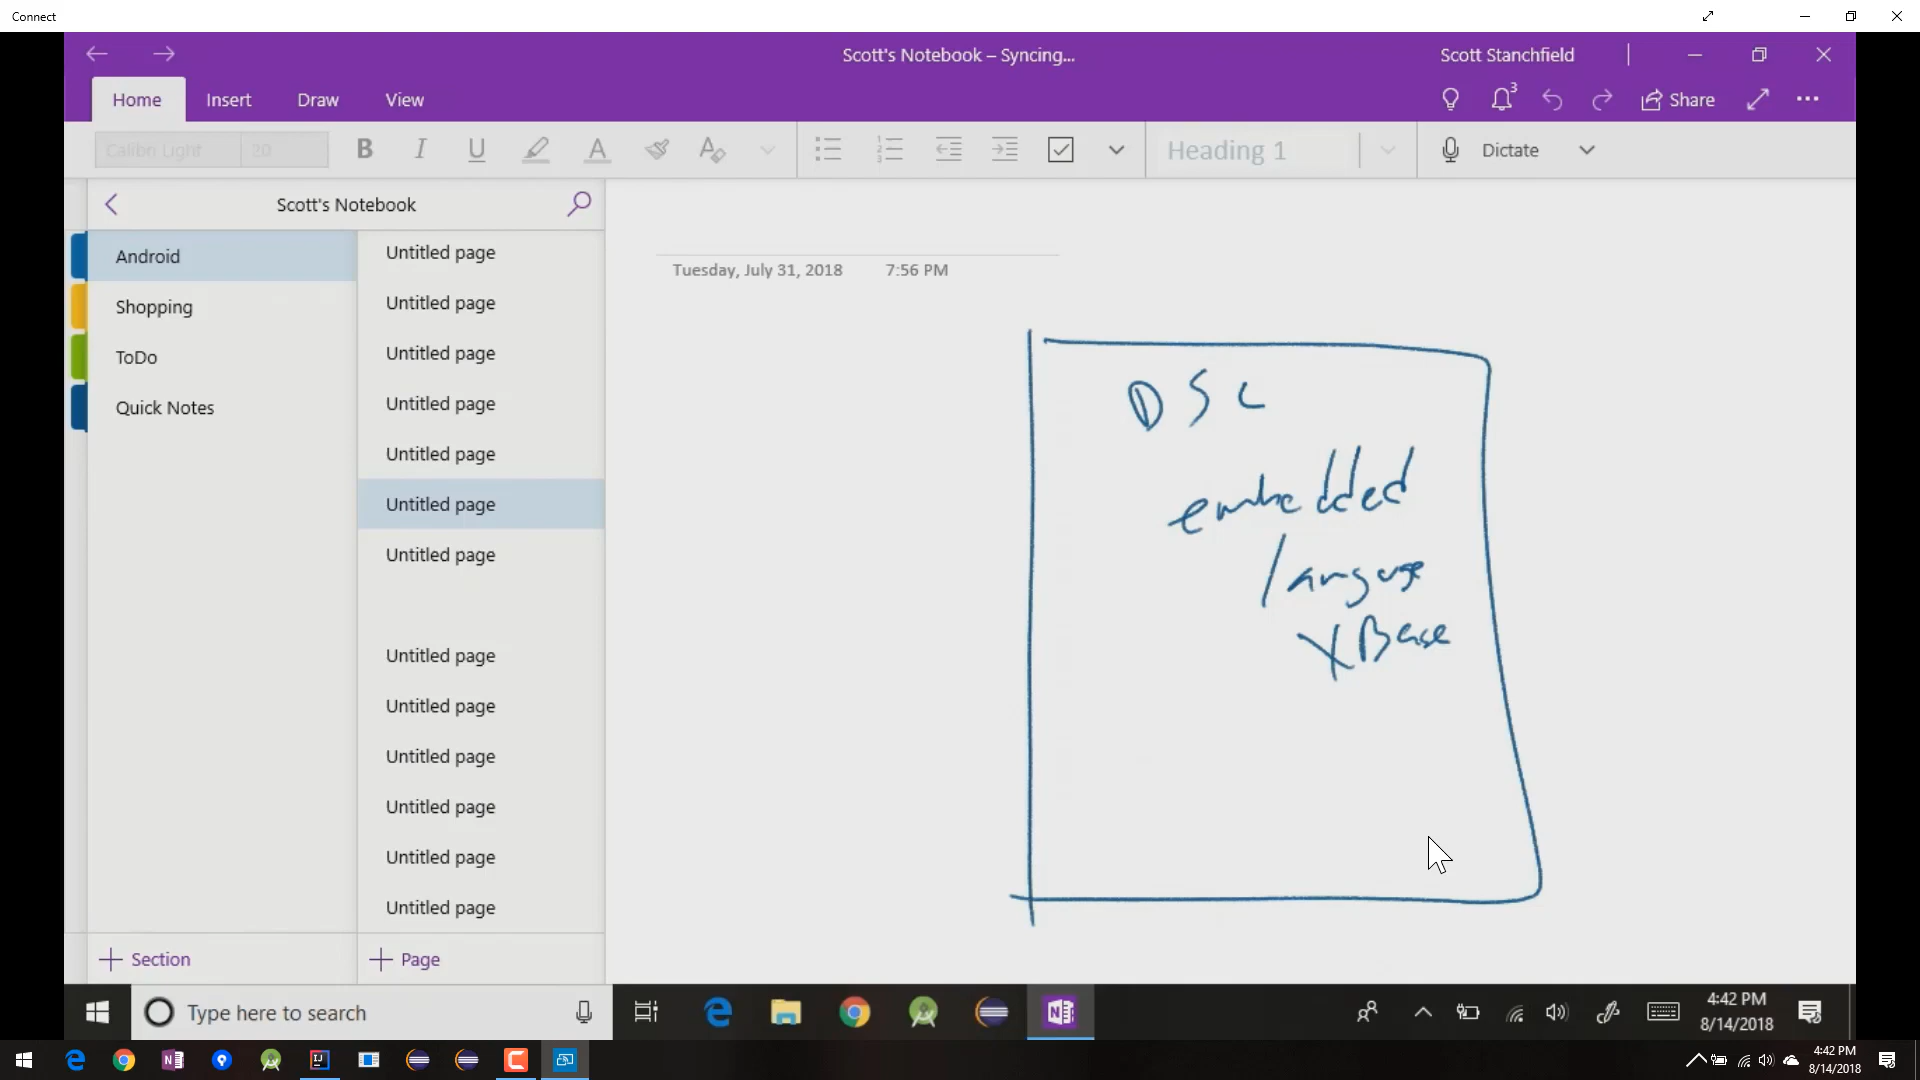 Connect
Scott's Notebook – Syncing...
Scott Stanchfield
Home Insert Draw View
3
Share
Calibri Light 20
B I U A A
Heading 1
Dictate
Scott's Notebook
Android
Shopping
ToDo
Quick Notes
Untitled page
Untitled page
Untitled page
Untitled page
Untitled page
Untitled page
Untitled page
Untitled page
Untitled page
Untitled page
Untitled page
Untitled page
Untitled page
+ Section
+ Page
Tuesday, July 31, 2018 7:56 PM
DSL
embedded
language
XBase
Type here to search
4:42 PM
8/14/2018
4:42 PM
8/14/2018